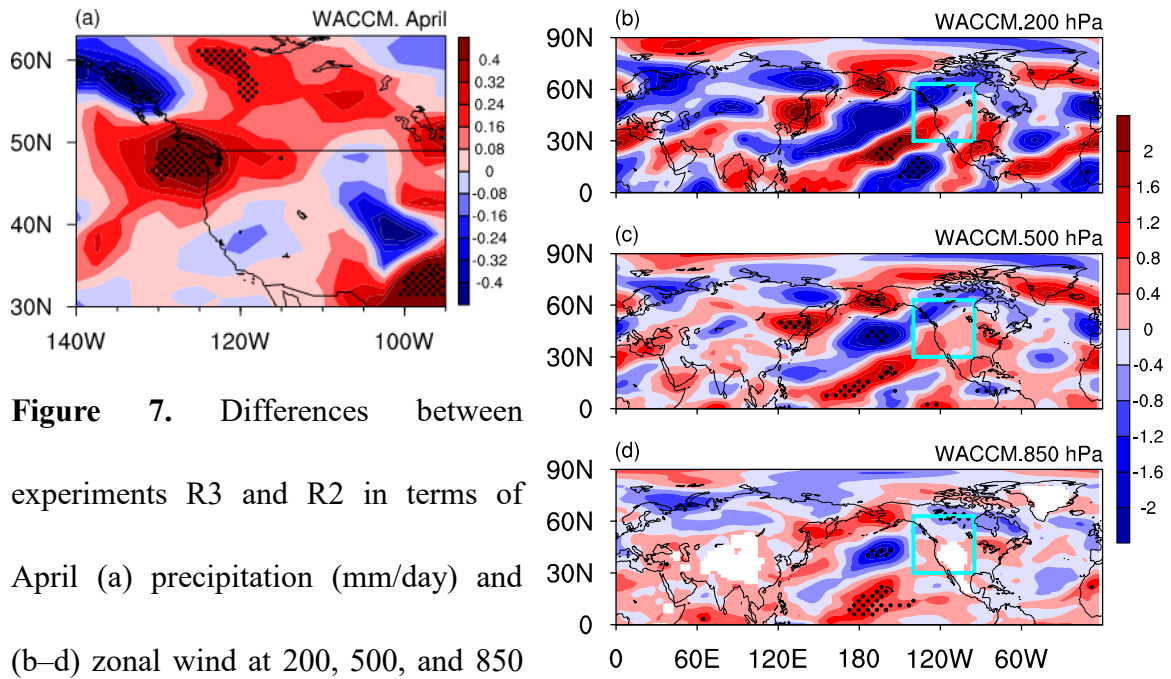 (a) WACCM. April
60N
50N
40N
30N
140W 120W 100W
0.4
0.32
0.24
0.16
0.08
0
-0.08
-0.16
-0.24
-0.32
-0.4
Figure 7. Differences between
experiments R3 and R2 in terms of
April (a) precipitation (mm/day) and
(b–d) zonal wind at 200, 500, and 850
(b) WACCM.200 hPa
90N
60N
30N
0
(c) WACCM.500 hPa
90N
60N
30N
0
(d) WACCM.850 hPa
90N
60N
30N
0
0 60E 120E 180W 120W 60W
2
1.6
1.2
0.8
0.4
0
-0.4
-0.8
-1.2
-1.6
-2